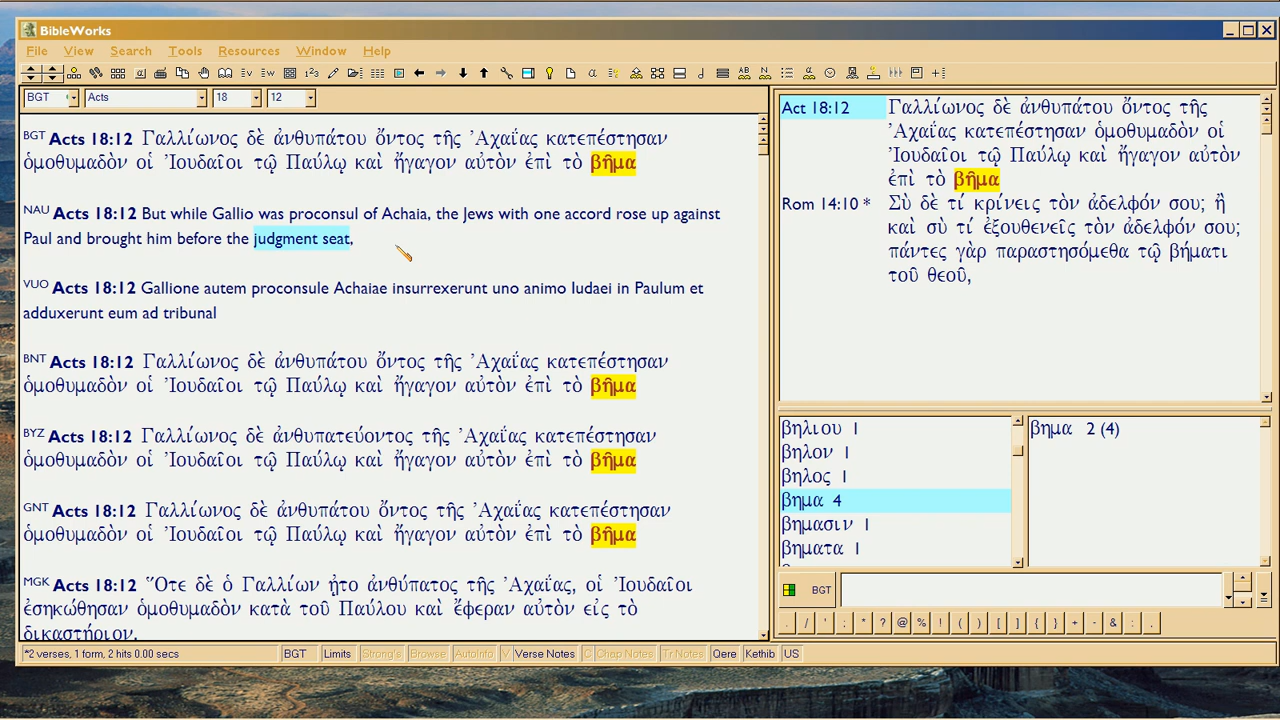 BibleWorks
File View Search Tools Resources Window Help
BGT Acts 18 12
BGT Acts 18:12 Γαλλίωνος δὲ ἀνθυπάτου ὄντος τῆς Ἀχαΐας κατεπέστησαν
ὁμοθυμαδὸν οἱ Ἰουδαῖοι τῷ Παύλῳ καὶ ἤγαγον αὐτὸν ἐπὶ τὸ βῆμα
NAU Acts 18:12 But while Gallio was proconsul of Achaia, the Jews with one accord rose up against
Paul and brought him before the judgment seat,
VUO Acts 18:12 Gallione autem proconsule Achaiae insurrexerunt uno animo Iudaei in Paulum et
adduxerunt eum ad tribunal
BNT Acts 18:12 Γαλλίωνος δὲ ἀνθυπάτου ὄντος τῆς Ἀχαΐας κατεπέστησαν
ὁμοθυμαδὸν οἱ Ἰουδαῖοι τῷ Παύλῳ καὶ ἤγαγον αὐτὸν ἐπὶ τὸ βῆμα
BYZ Acts 18:12 Γαλλίωνος δὲ ἀνθυπατεύοντος τῆς Ἀχαΐας κατεπέστησαν
ὁμοθυμαδὸν οἱ Ἰουδαῖοι τῷ Παύλῳ καὶ ἤγαγον αὐτὸν ἐπὶ τὸ βῆμα
GNT Acts 18:12 Γαλλίωνος δὲ ἀνθυπάτου ὄντος τῆς Ἀχαΐας κατεπέστησαν
ὁμοθυμαδὸν οἱ Ἰουδαῖοι τῷ Παύλῳ καὶ ἤγαγον αὐτὸν ἐπὶ τὸ βῆμα
MGK Acts 18:12 Ὅτε δὲ ὁ Γαλλίων ἦτο ἀνθύπατος τῆς Ἀχαΐας, οἱ Ἰουδαῖοι
ἐσηκώθησαν ὁμοθυμαδὸν κατὰ τοῦ Παύλου καὶ ἔφεραν αὐτὸν εἰς τὸ
δικαστήριον,
Act 18:12 Γαλλίωνος δὲ ἀνθυπάτου ὄντος τῆς
Ἀχαΐας κατεπέστησαν ὁμοθυμαδὸν οἱ
Ἰουδαῖοι τῷ Παύλῳ καὶ ἤγαγον αὐτὸν
ἐπὶ τὸ βῆμα
Rom 14:10 * Σὺ δὲ τί κρίνεις τὸν ἀδελφόν σου; ἢ
καὶ σὺ τί ἐξουθενεῖς τὸν ἀδελφόν σου;
πάντες γὰρ παραστησόμεθα τῷ βήματι
τοῦ θεοῦ,
βηλιου 1
βηλον 1
βηλος 1
βημα 4
βημασιν 1
βηματα 1
βημα 2 (4)
BGT
. / ' ; * ? @ % ! ( ) [ ] { } + - & : ,
*2 verses, 1 form, 2 hits 0.00 secs BGT Limits Strong's Browse AutoInfo V Verse Notes C Chap Notes Tr Notes Qere Kethib US